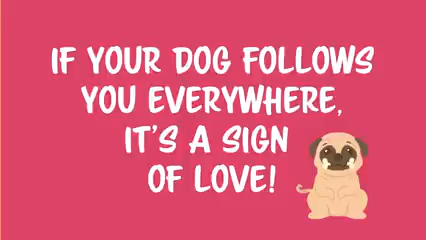 IF YOUR DOG FOLLOWS
YOU EVERYWHERE,
IT'S A SIGN
OF LOVE!